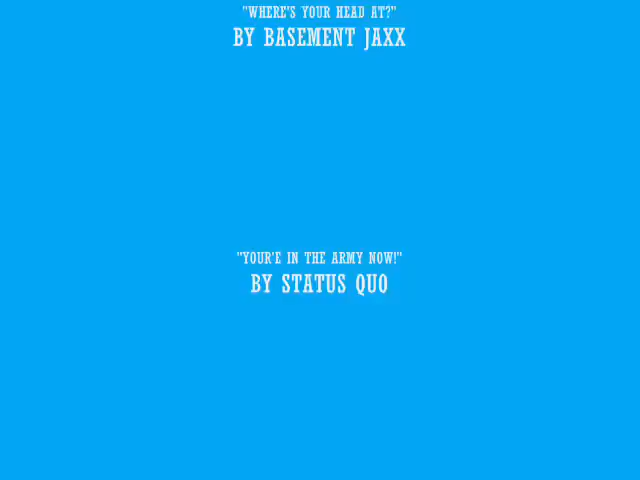 "WHERE'S YOUR HEAD AT?"
BY BASEMENT JAXX
"YOUR'E IN THE ARMY NOW!"
BY STATUS QUO